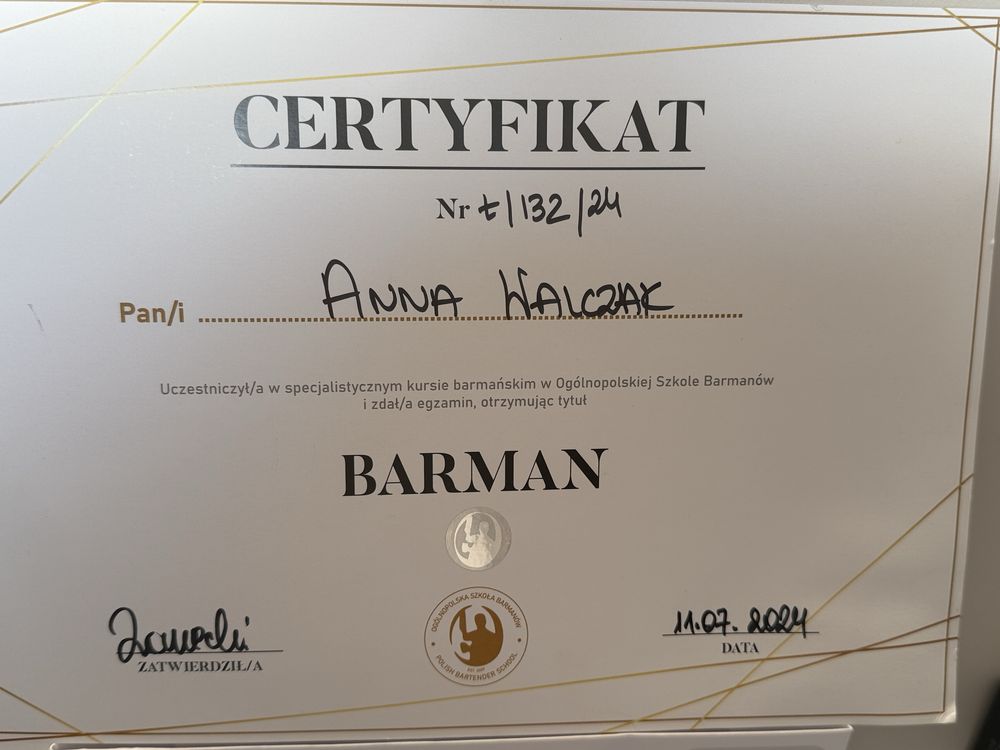 CERTYFIKAT
Nr t/132/24
Pan/i ANNA WALCZAK
Uczestniczył/a w specjalistycznym kursie barmańskim w Ogólnopolskiej Szkole Barmanów
i zdał/a egzamin, otrzymując tytuł
BARMAN
OGÓLNOPOLSKA SZKOŁA BARMANÓW
POLISH BARTENDER SCHOOL
11.07.2024
ZATWIERDZIŁ/A
DATA